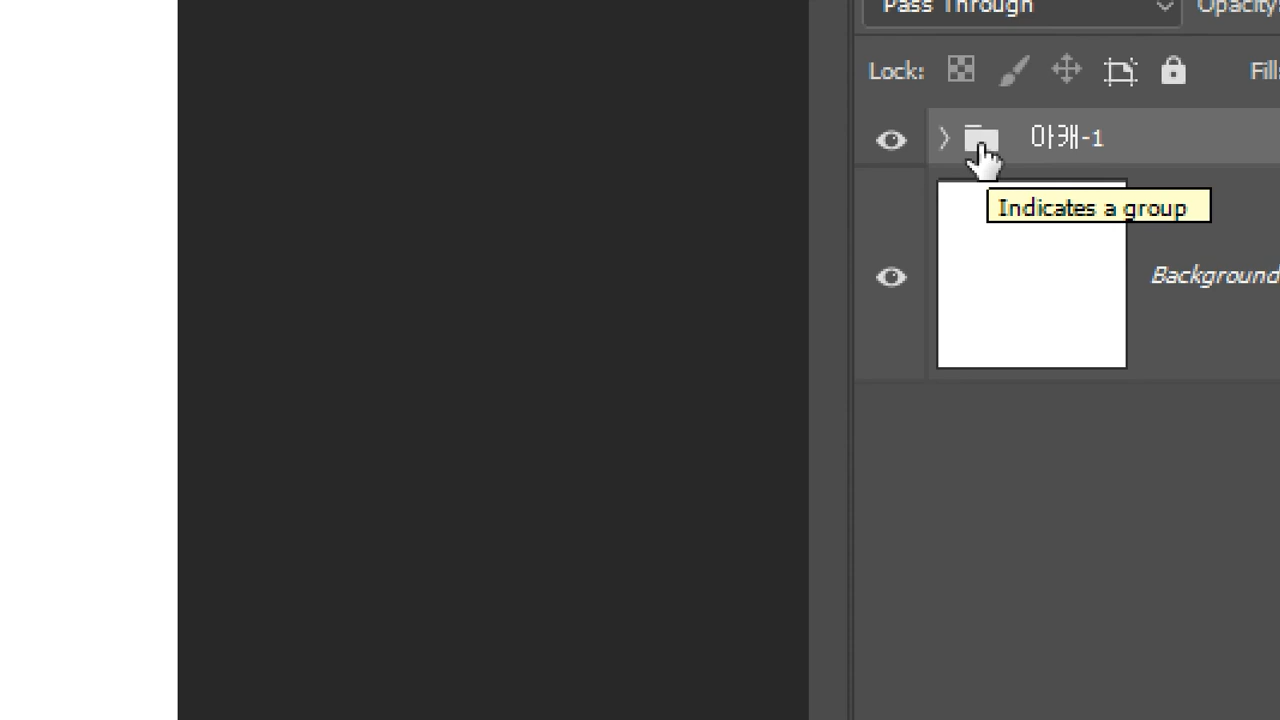 Pass Through Opacity
Lock: Fill:
아캐-1
Indicates a group
Background